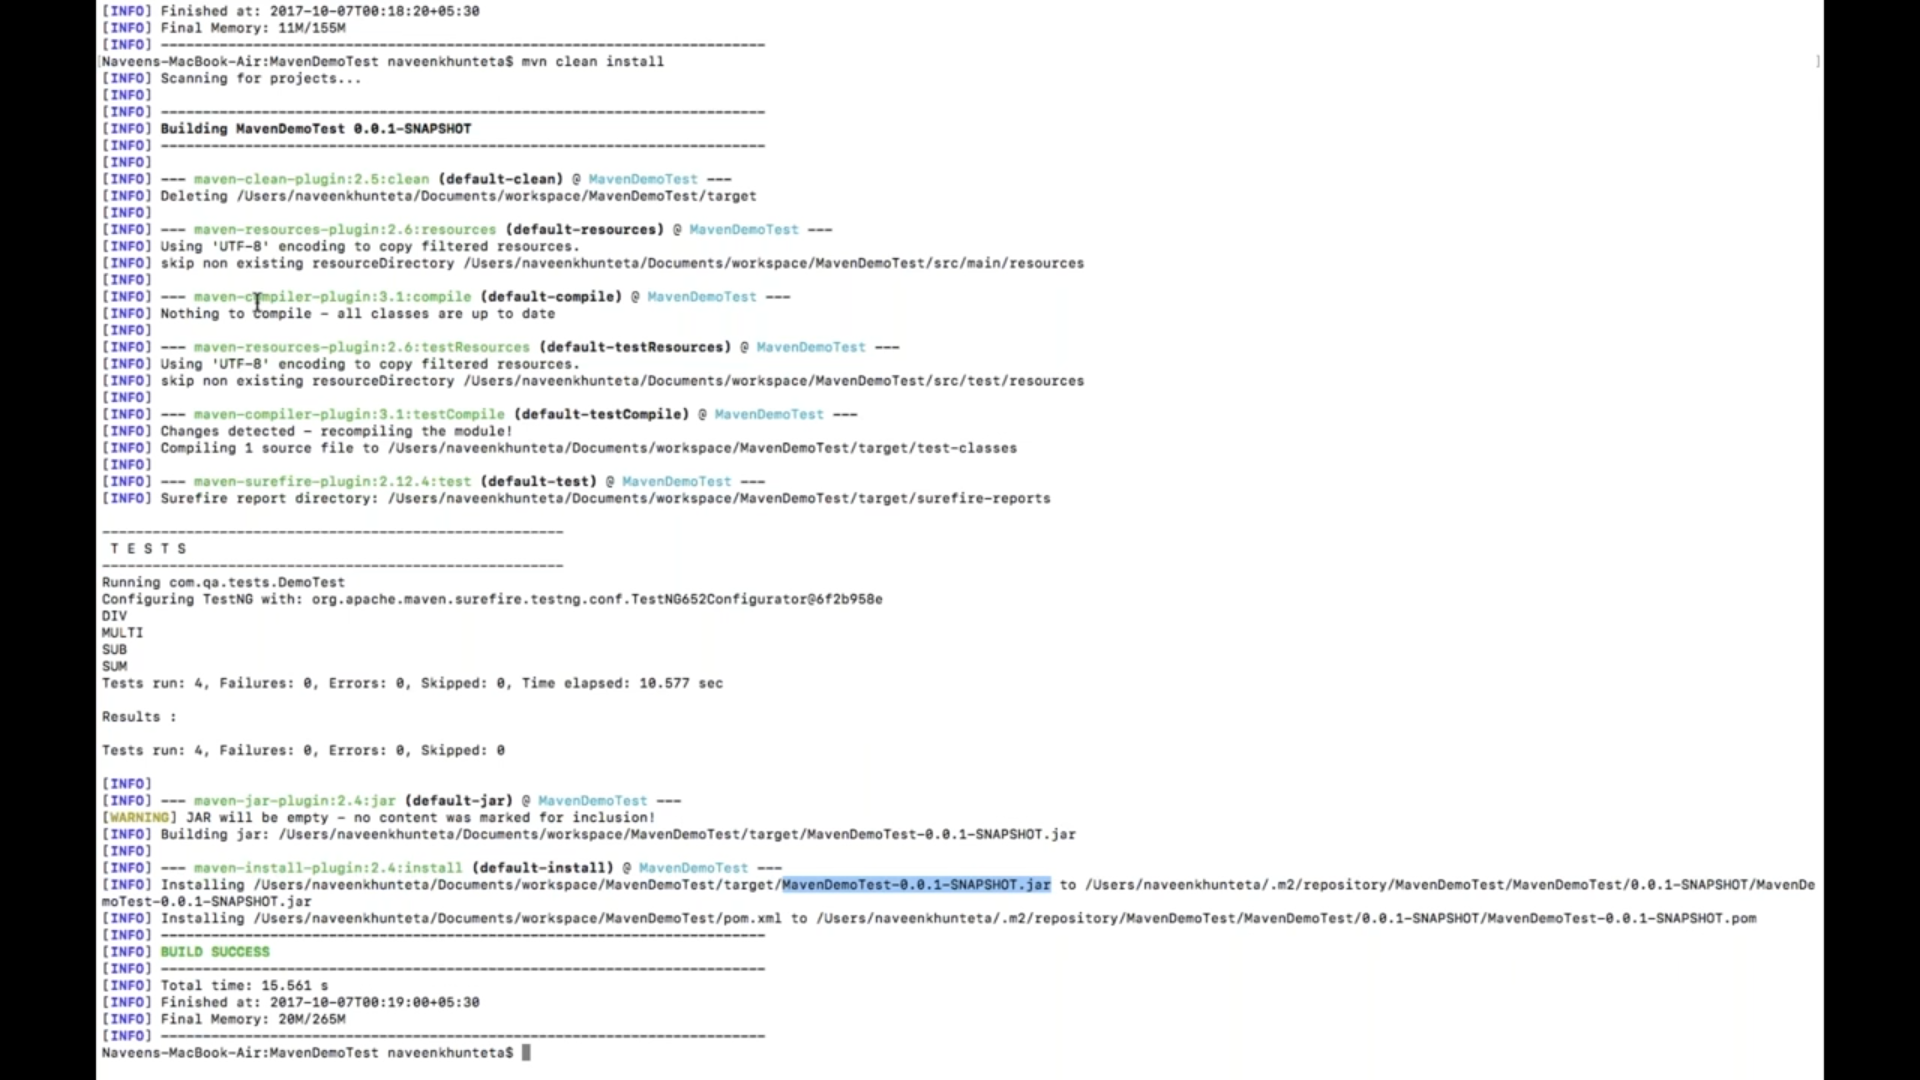 [INFO] Finished at: 2017-10-07T00:18:20+05:30
[INFO] Final Memory: 11M/155M
[INFO] ------------------------------------------------------------------------
[Naveens-MacBook-Air:MavenDemoTest naveenkhunteta$ mvn clean install ]
[INFO] Scanning for projects...
[INFO]
[INFO] ------------------------------------------------------------------------
[INFO] Building MavenDemoTest 0.0.1-SNAPSHOT
[INFO] ------------------------------------------------------------------------
[INFO]
[INFO] --- maven-clean-plugin:2.5:clean (default-clean) @ MavenDemoTest ---
[INFO] Deleting /Users/naveenkhunteta/Documents/workspace/MavenDemoTest/target
[INFO]
[INFO] --- maven-resources-plugin:2.6:resources (default-resources) @ MavenDemoTest ---
[INFO] Using 'UTF-8' encoding to copy filtered resources.
[INFO] skip non existing resourceDirectory /Users/naveenkhunteta/Documents/workspace/MavenDemoTest/src/main/resources
[INFO]
[INFO] --- maven-compiler-plugin:3.1:compile (default-compile) @ MavenDemoTest ---
[INFO] Nothing to compile - all classes are up to date
[INFO]
[INFO] --- maven-resources-plugin:2.6:testResources (default-testResources) @ MavenDemoTest ---
[INFO] Using 'UTF-8' encoding to copy filtered resources.
[INFO] skip non existing resourceDirectory /Users/naveenkhunteta/Documents/workspace/MavenDemoTest/src/test/resources
[INFO]
[INFO] --- maven-compiler-plugin:3.1:testCompile (default-testCompile) @ MavenDemoTest ---
[INFO] Changes detected - recompiling the module!
[INFO] Compiling 1 source file to /Users/naveenkhunteta/Documents/workspace/MavenDemoTest/target/test-classes
[INFO]
[INFO] --- maven-surefire-plugin:2.12.4:test (default-test) @ MavenDemoTest ---
[INFO] Surefire report directory: /Users/naveenkhunteta/Documents/workspace/MavenDemoTest/target/surefire-reports
-------------------------------------------------------
T E S T S
-------------------------------------------------------
Running com.qa.tests.DemoTest
Configuring TestNG with: org.apache.maven.surefire.testng.conf.TestNG652Configurator@6f2b958e
DIV
MULTI
SUB
SUM
Tests run: 4, Failures: 0, Errors: 0, Skipped: 0, Time elapsed: 10.577 sec
Results :
Tests run: 4, Failures: 0, Errors: 0, Skipped: 0
[INFO]
[INFO] --- maven-jar-plugin:2.4:jar (default-jar) @ MavenDemoTest ---
[WARNING] JAR will be empty - no content was marked for inclusion!
[INFO] Building jar: /Users/naveenkhunteta/Documents/workspace/MavenDemoTest/target/MavenDemoTest-0.0.1-SNAPSHOT.jar
[INFO]
[INFO] --- maven-install-plugin:2.4:install (default-install) @ MavenDemoTest ---
[INFO] Installing /Users/naveenkhunteta/Documents/workspace/MavenDemoTest/target/MavenDemoTest-0.0.1-SNAPSHOT.jar to /Users/naveenkhunteta/.m2/repository/MavenDemoTest/MavenDemoTest/0.0.1-SNAPSHOT/MavenDe
moTest-0.0.1-SNAPSHOT.jar
[INFO] Installing /Users/naveenkhunteta/Documents/workspace/MavenDemoTest/pom.xml to /Users/naveenkhunteta/.m2/repository/MavenDemoTest/MavenDemoTest/0.0.1-SNAPSHOT/MavenDemoTest-0.0.1-SNAPSHOT.pom
[INFO] ------------------------------------------------------------------------
[INFO] BUILD SUCCESS
[INFO] ------------------------------------------------------------------------
[INFO] Total time: 15.561 s
[INFO] Finished at: 2017-10-07T00:19:00+05:30
[INFO] Final Memory: 20M/265M
[INFO] ------------------------------------------------------------------------
Naveens-MacBook-Air:MavenDemoTest naveenkhunteta$